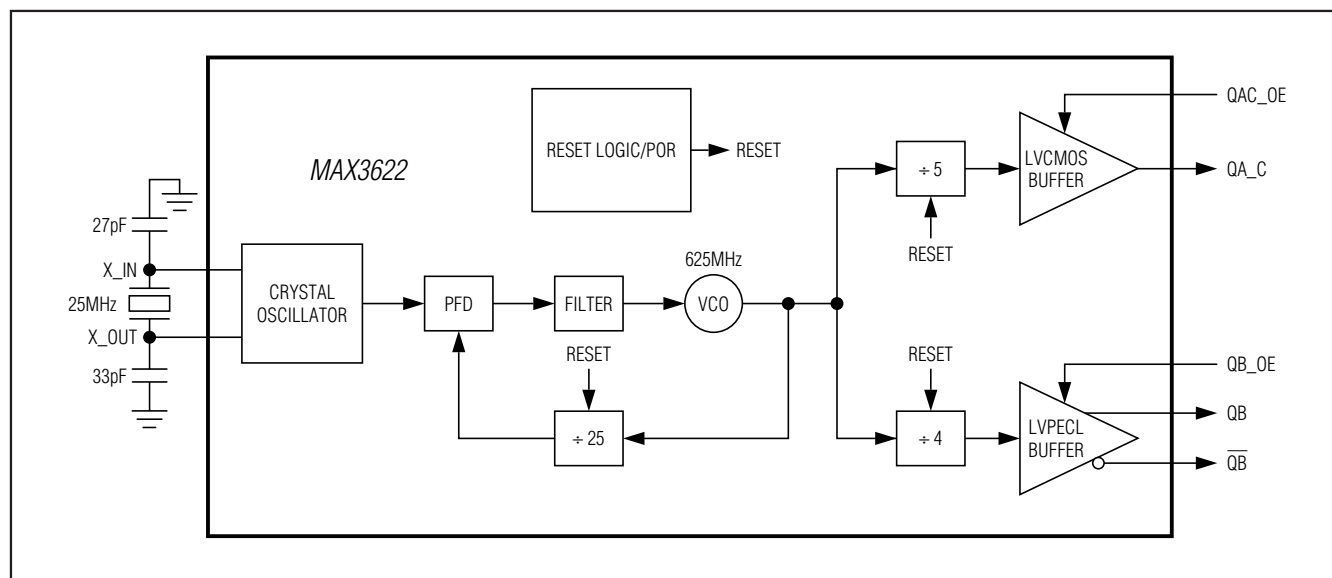 MAX3622
RESET LOGIC/POR
RESET
27pF
X_IN
25MHz
X_OUT
33pF
CRYSTAL
OSCILLATOR
PFD
FILTER
625MHz
VCO
RESET
÷ 25
÷ 5
RESET
LVCMOS
BUFFER
QAC_OE
QA_C
RESET
÷ 4
LVPECL
BUFFER
QB_OE
QB
Q̅B̅